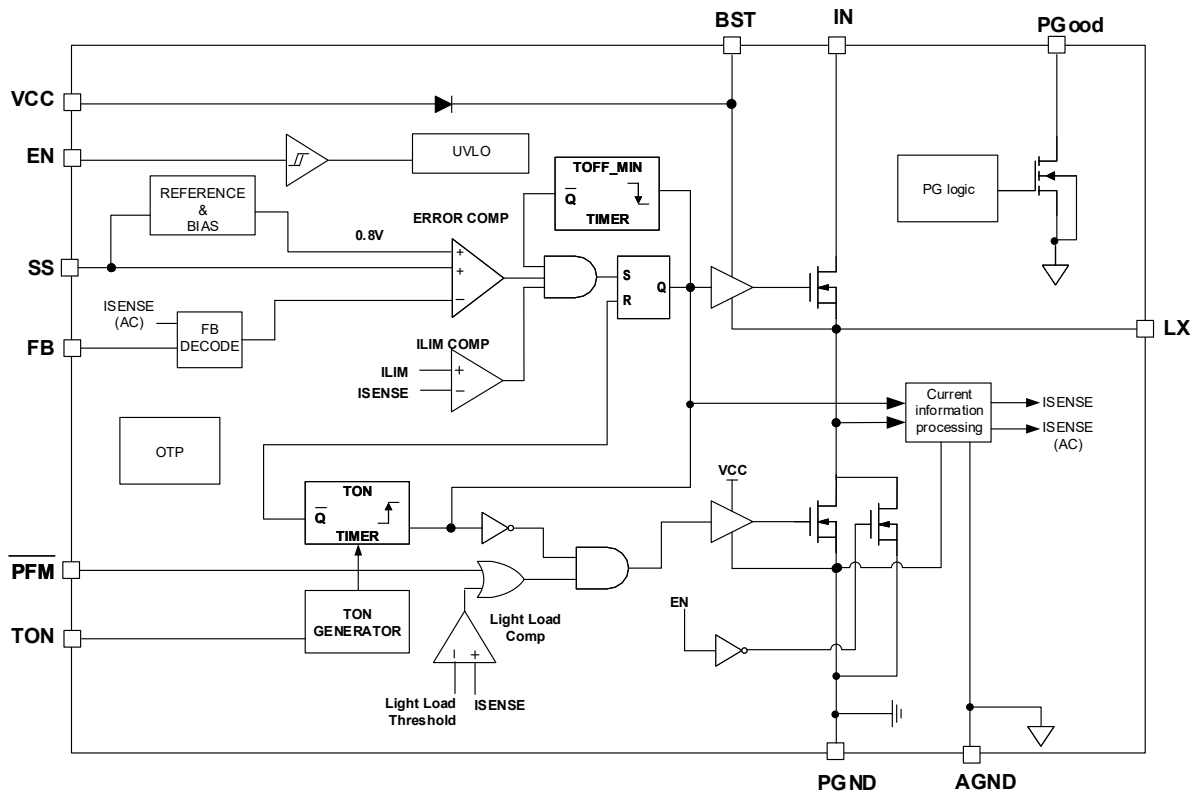 BST
IN
PGood
VCC
EN
UVLO
TOFF_MIN
Q
TIMER
PG logic
REFERENCE
&
BIAS
ERROR COMP
0.8V
+
+
−
SS
S
R
Q
LX
ISENSE
(AC)
FB
DECODE
FB
ILIM COMP
ILIM
ISENSE
+
−
Current
information
processing
ISENSE
ISENSE
(AC)
OTP
VCC
TON
Q
TIMER
PFM
TON
TON
GENERATOR
Light Load
Comp
EN
− +
Light Load
Threshold
ISENSE
PGND
AGND